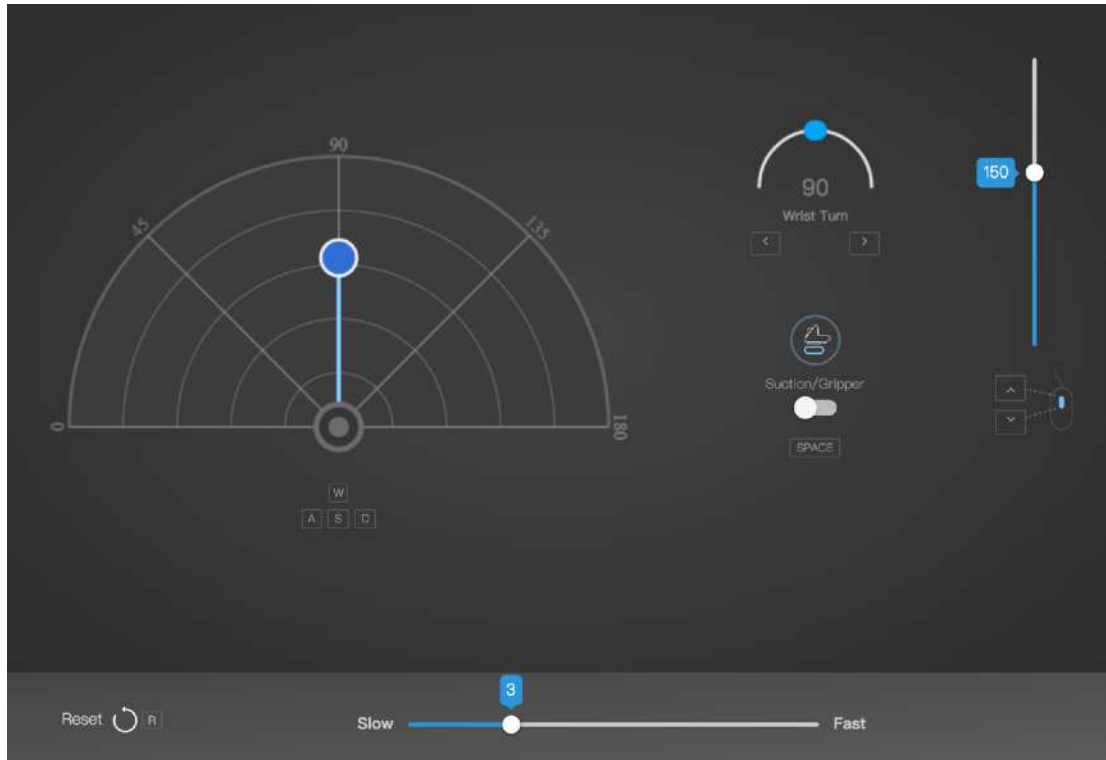 90
45
135
0
180
W
A S D
90
Wrist Turn
<
>
Suction/Gripper
SPACE
150
Reset R
3
Slow
Fast